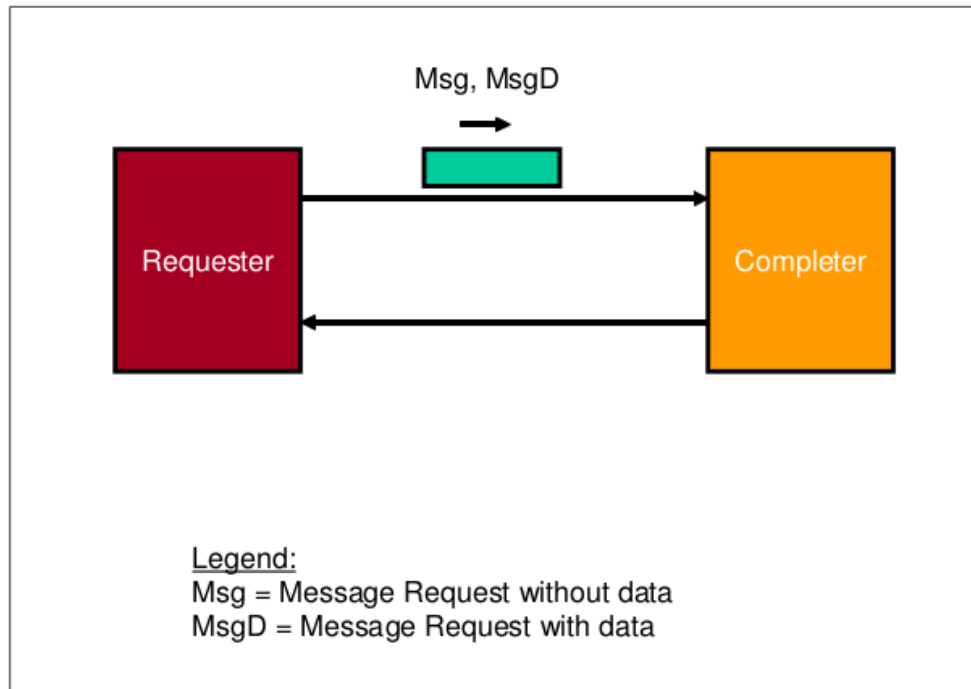 Msg, MsgD
Requester
Completer
Legend:
Msg = Message Request without data
MsgD = Message Request with data